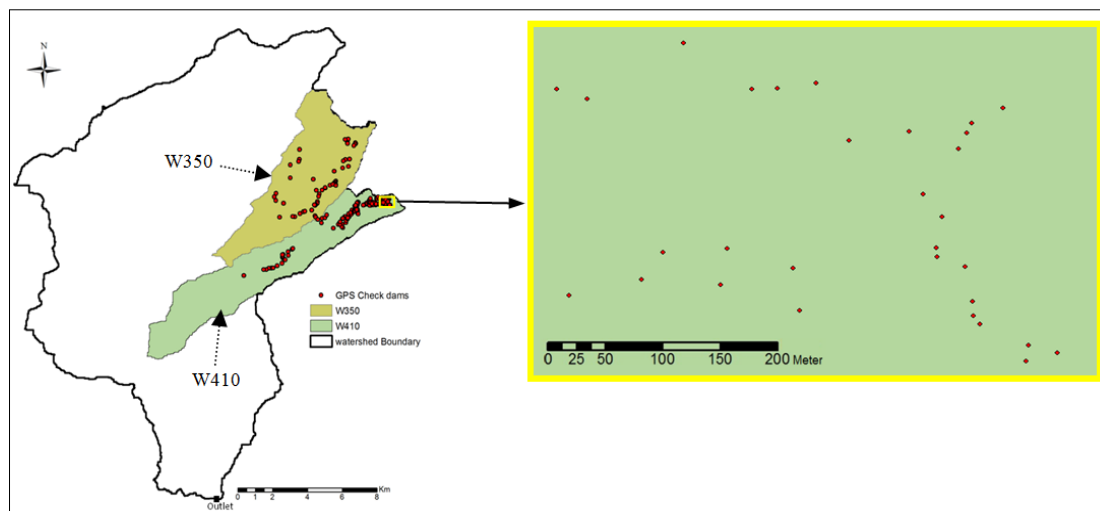 N
W350
GPS Check dams
W350
W410
watershed Boundary
W410
0 1 2 4 6 8 Km
Outlet
0 25 50 100 150 200 Meter